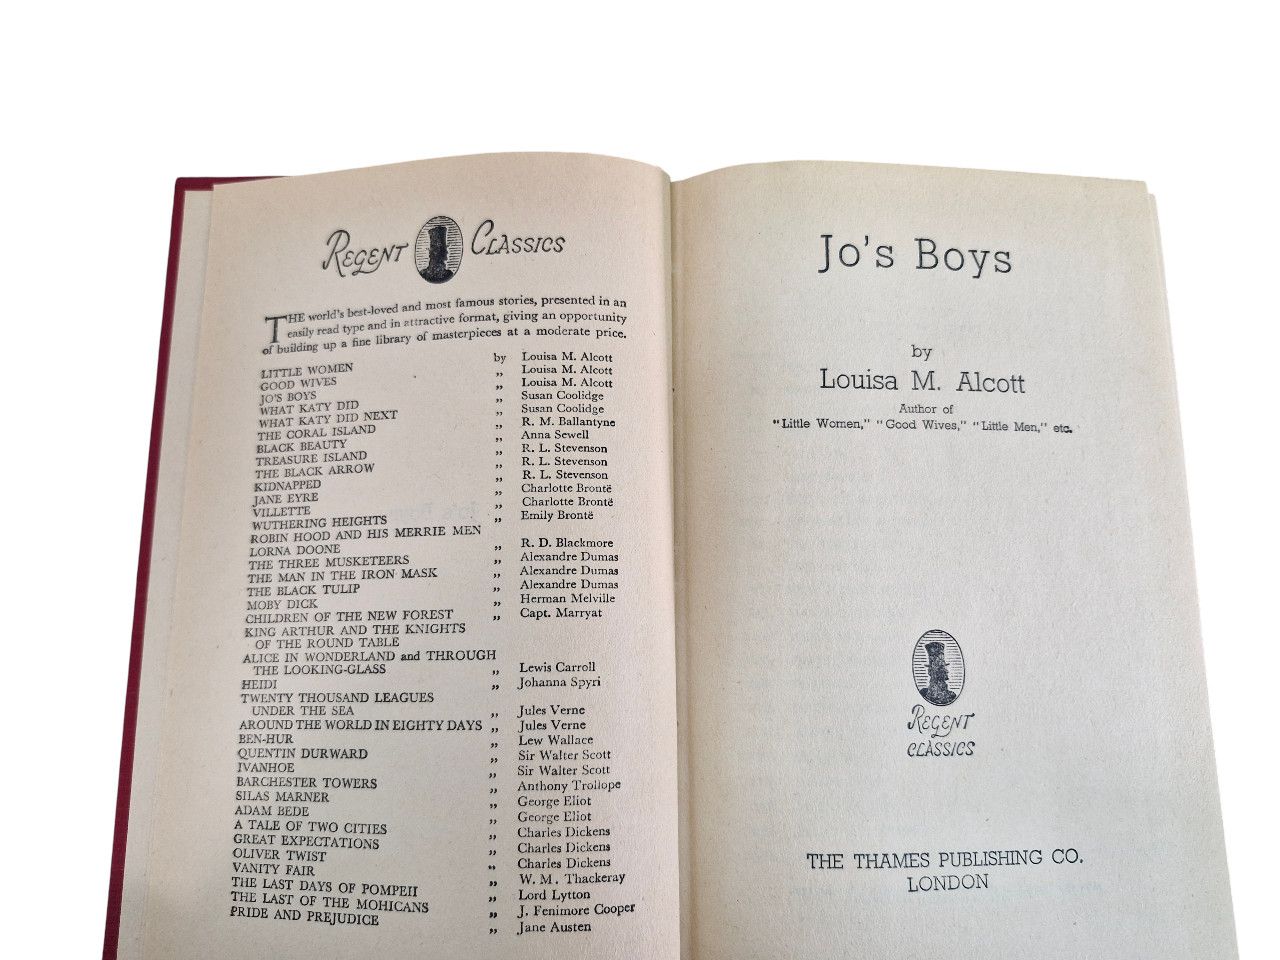 REGENT CLASSICS
THE world's best-loved and most famous stories, presented in an
easily read type and in attractive format, giving an opportunity
of building up a fine library of masterpieces at a moderate price.
LITTLE WOMEN by Louisa M. Alcott
GOOD WIVES ,, Louisa M. Alcott
JO'S BOYS ,, Louisa M. Alcott
WHAT KATY DID ,, Susan Coolidge
WHAT KATY DID NEXT ,, Susan Coolidge
THE CORAL ISLAND ,, R. M. Ballantyne
BLACK BEAUTY ,, Anna Sewell
TREASURE ISLAND ,, R. L. Stevenson
THE BLACK ARROW ,, R. L. Stevenson
KIDNAPPED ,, R. L. Stevenson
JANE EYRE ,, Charlotte Brontë
VILLETTE ,, Charlotte Brontë
WUTHERING HEIGHTS ,, Emily Brontë
ROBIN HOOD AND HIS MERRIE MEN
LORNA DOONE ,, R. D. Blackmore
THE THREE MUSKETEERS ,, Alexandre Dumas
THE MAN IN THE IRON MASK ,, Alexandre Dumas
THE BLACK TULIP ,, Alexandre Dumas
MOBY DICK ,, Herman Melville
CHILDREN OF THE NEW FOREST ,, Capt. Marryat
KING ARTHUR AND THE KNIGHTS
OF THE ROUND TABLE
ALICE IN WONDERLAND and THROUGH
THE LOOKING-GLASS ,, Lewis Carroll
HEIDI ,, Johanna Spyri
TWENTY THOUSAND LEAGUES
UNDER THE SEA ,, Jules Verne
AROUND THE WORLD IN EIGHTY DAYS ,, Jules Verne
BEN-HUR ,, Lew Wallace
QUENTIN DURWARD ,, Sir Walter Scott
IVANHOE ,, Sir Walter Scott
BARCHESTER TOWERS ,, Anthony Trollope
SILAS MARNER ,, George Eliot
ADAM BEDE ,, George Eliot
A TALE OF TWO CITIES ,, Charles Dickens
GREAT EXPECTATIONS ,, Charles Dickens
OLIVER TWIST ,, Charles Dickens
VANITY FAIR ,, W. M. Thackeray
THE LAST DAYS OF POMPEII ,, Lord Lytton
THE LAST OF THE MOHICANS ,, J. Fenimore Cooper
PRIDE AND PREJUDICE ,, Jane Austen
Jo's Boys
by
Louisa M. Alcott
Author of
"Little Women," "Good Wives," "Little Men," etc.
REGENT
CLASSICS
THE THAMES PUBLISHING CO.
LONDON